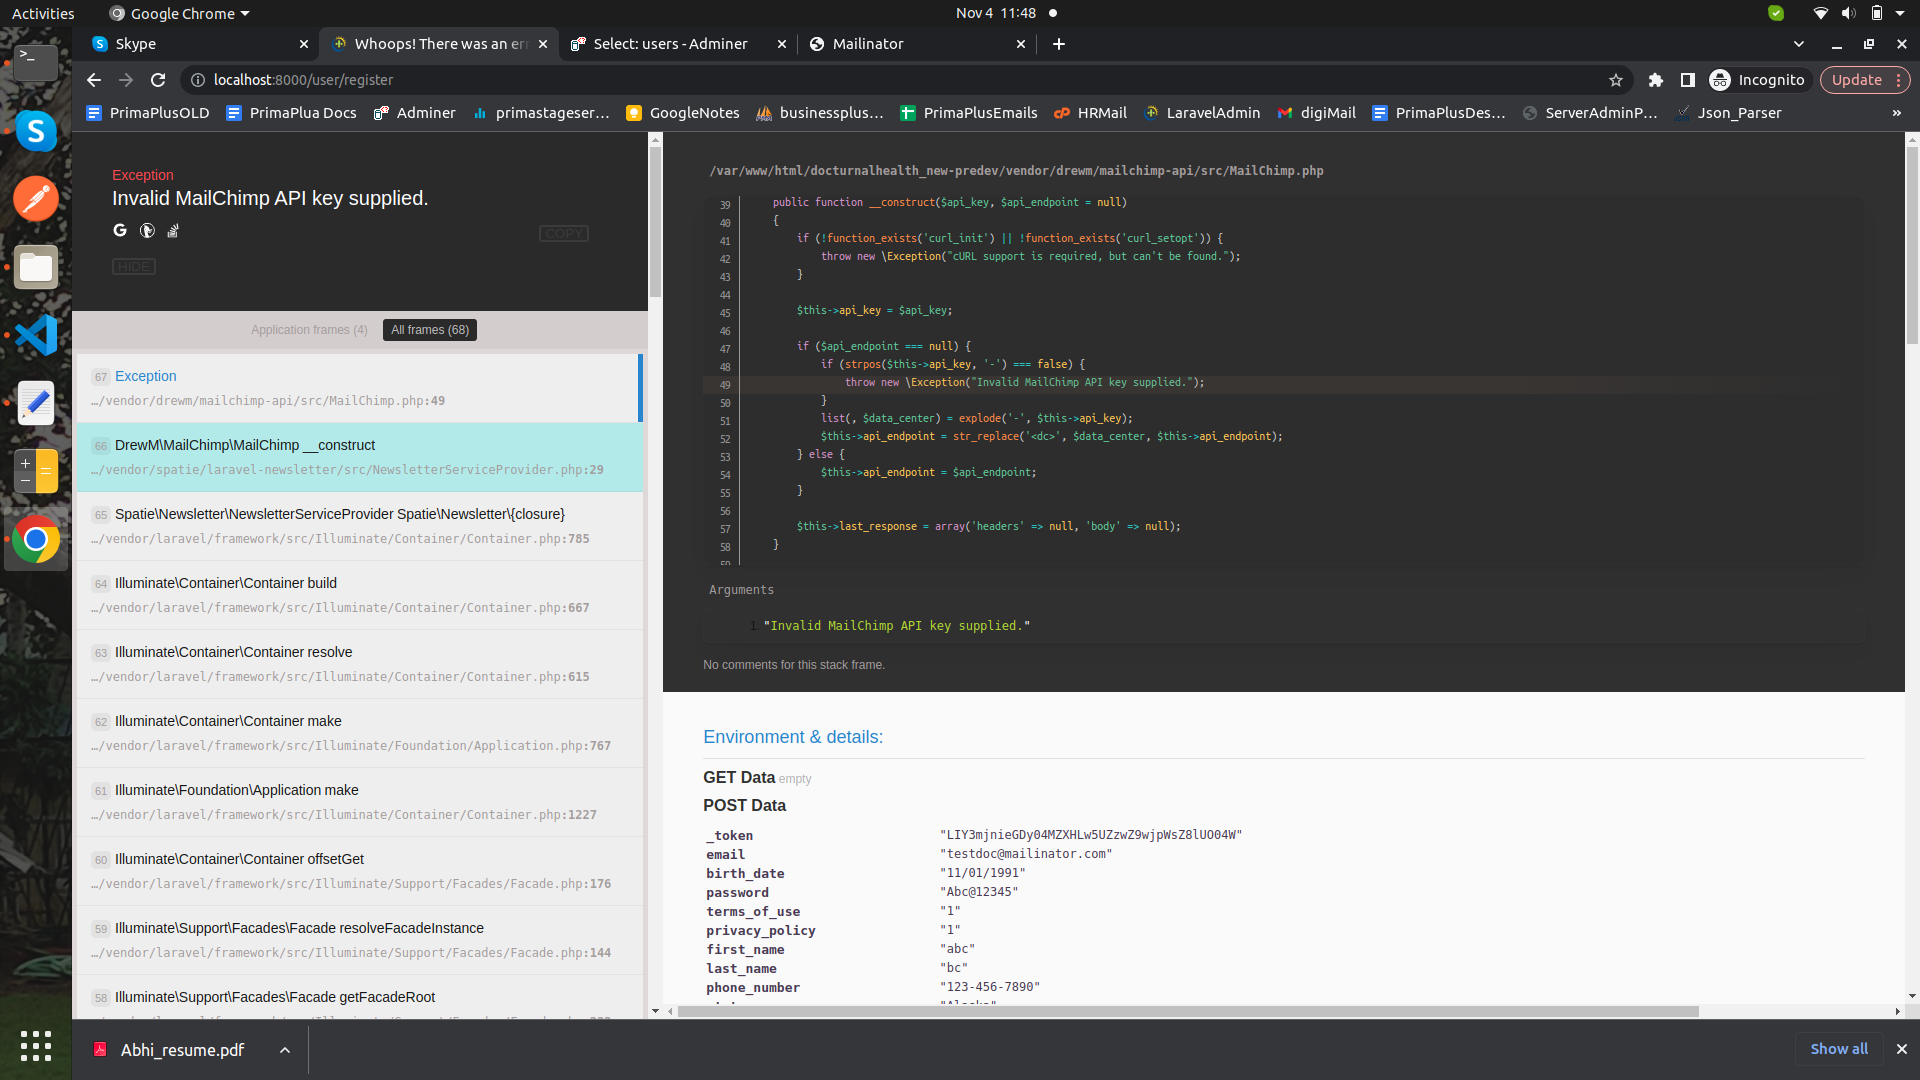 Activities
Google Chrome
Nov 4 11:48
Skype
Whoops! There was an err
Select: users - Adminer
Mailinator
localhost:8000/user/register
Incognito
Update
PrimaPlusOLD
PrimaPlua Docs
Adminer
primastageser…
GoogleNotes
businessplus…
PrimaPlusEmails
HRMail
LaravelAdmin
digiMail
PrimaPlusDes…
ServerAdminP…
Json_Parser
»
Exception
Invalid MailChimp API key supplied.
COPY
HIDE
Application frames (4)
All frames (68)
67 Exception
…/vendor/drewm/mailchimp-api/src/MailChimp.php:49
66 DrewM\MailChimp\MailChimp __construct
…/vendor/spatie/laravel-newsletter/src/NewsletterServiceProvider.php:29
65 Spatie\Newsletter\NewsletterServiceProvider Spatie\Newsletter\{closure}
…/vendor/laravel/framework/src/Illuminate/Container/Container.php:785
64 Illuminate\Container\Container build
…/vendor/laravel/framework/src/Illuminate/Container/Container.php:667
63 Illuminate\Container\Container resolve
…/vendor/laravel/framework/src/Illuminate/Container/Container.php:615
62 Illuminate\Container\Container make
…/vendor/laravel/framework/src/Illuminate/Foundation/Application.php:767
61 Illuminate\Foundation\Application make
…/vendor/laravel/framework/src/Illuminate/Container/Container.php:1227
60 Illuminate\Container\Container offsetGet
…/vendor/laravel/framework/src/Illuminate/Support/Facades/Facade.php:176
59 Illuminate\Support\Facades\Facade resolveFacadeInstance
…/vendor/laravel/framework/src/Illuminate/Support/Facades/Facade.php:144
58 Illuminate\Support\Facades\Facade getFacadeRoot
/var/www/html/docturnalhealth_new-predev/vendor/drewm/mailchimp-api/src/MailChimp.php
39 public function __construct($api_key, $api_endpoint = null)
40 {
41 if (!function_exists('curl_init') || !function_exists('curl_setopt')) {
42 throw new \Exception("cURL support is required, but can't be found.");
43 }
44
45 $this->api_key = $api_key;
46
47 if ($api_endpoint === null) {
48 if (strpos($this->api_key, '-') === false) {
49 throw new \Exception("Invalid MailChimp API key supplied.");
50 }
51 list(, $data_center) = explode('-', $this->api_key);
52 $this->api_endpoint = str_replace('<dc>', $data_center, $this->api_endpoint);
53 } else {
54 $this->api_endpoint = $api_endpoint;
55 }
56
57 $this->last_response = array('headers' => null, 'body' => null);
58 }
Arguments
1. "Invalid MailChimp API key supplied."
No comments for this stack frame.
Environment & details:
GET Data empty
POST Data
_token "LIY3mjnieGDy04MZXHLw5UZzwZ9wjpWsZ8lUO04W"
email "testdoc@mailinator.com"
birth_date "11/01/1991"
password "Abc@12345"
terms_of_use "1"
privacy_policy "1"
first_name "abc"
last_name "bc"
phone_number "123-456-7890"
Abhi_resume.pdf
Show all